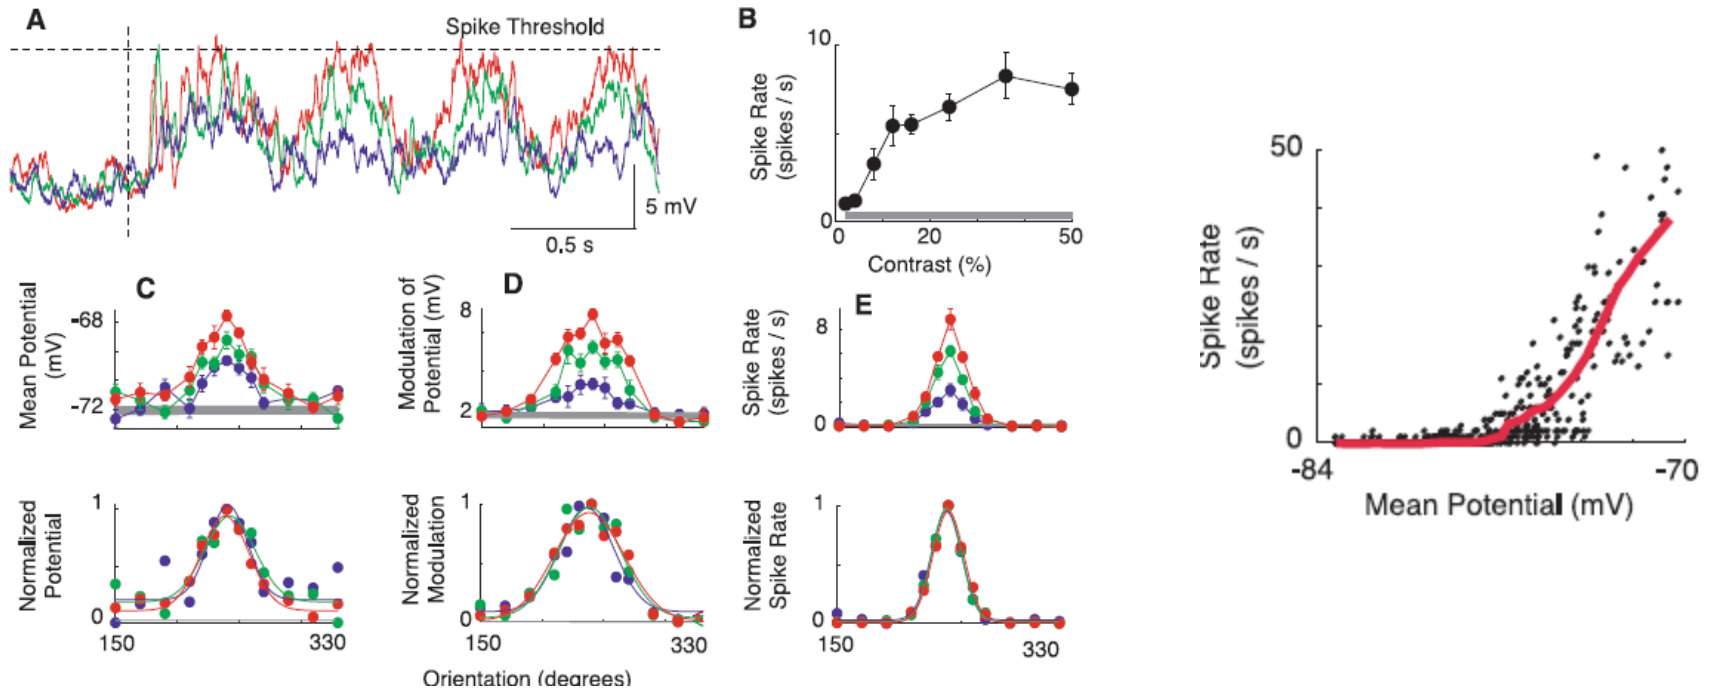 A
Spike Threshold
5 mV
0.5 s
B
10
0
Spike Rate
(spikes / s)
0
20
50
Contrast (%)
C
Mean Potential
(mV)
-68
-72
D
Modulation of
Potential (mV)
8
2
E
Spike Rate
(spikes / s)
8
0
Normalized
Potential
1
0
150
330
Normalized
Modulation
1
0
150
330
Normalized
Spike Rate
1
0
150
330
Orientation (degrees)
50
0
Spike Rate
(spikes / s)
-84
-70
Mean Potential (mV)